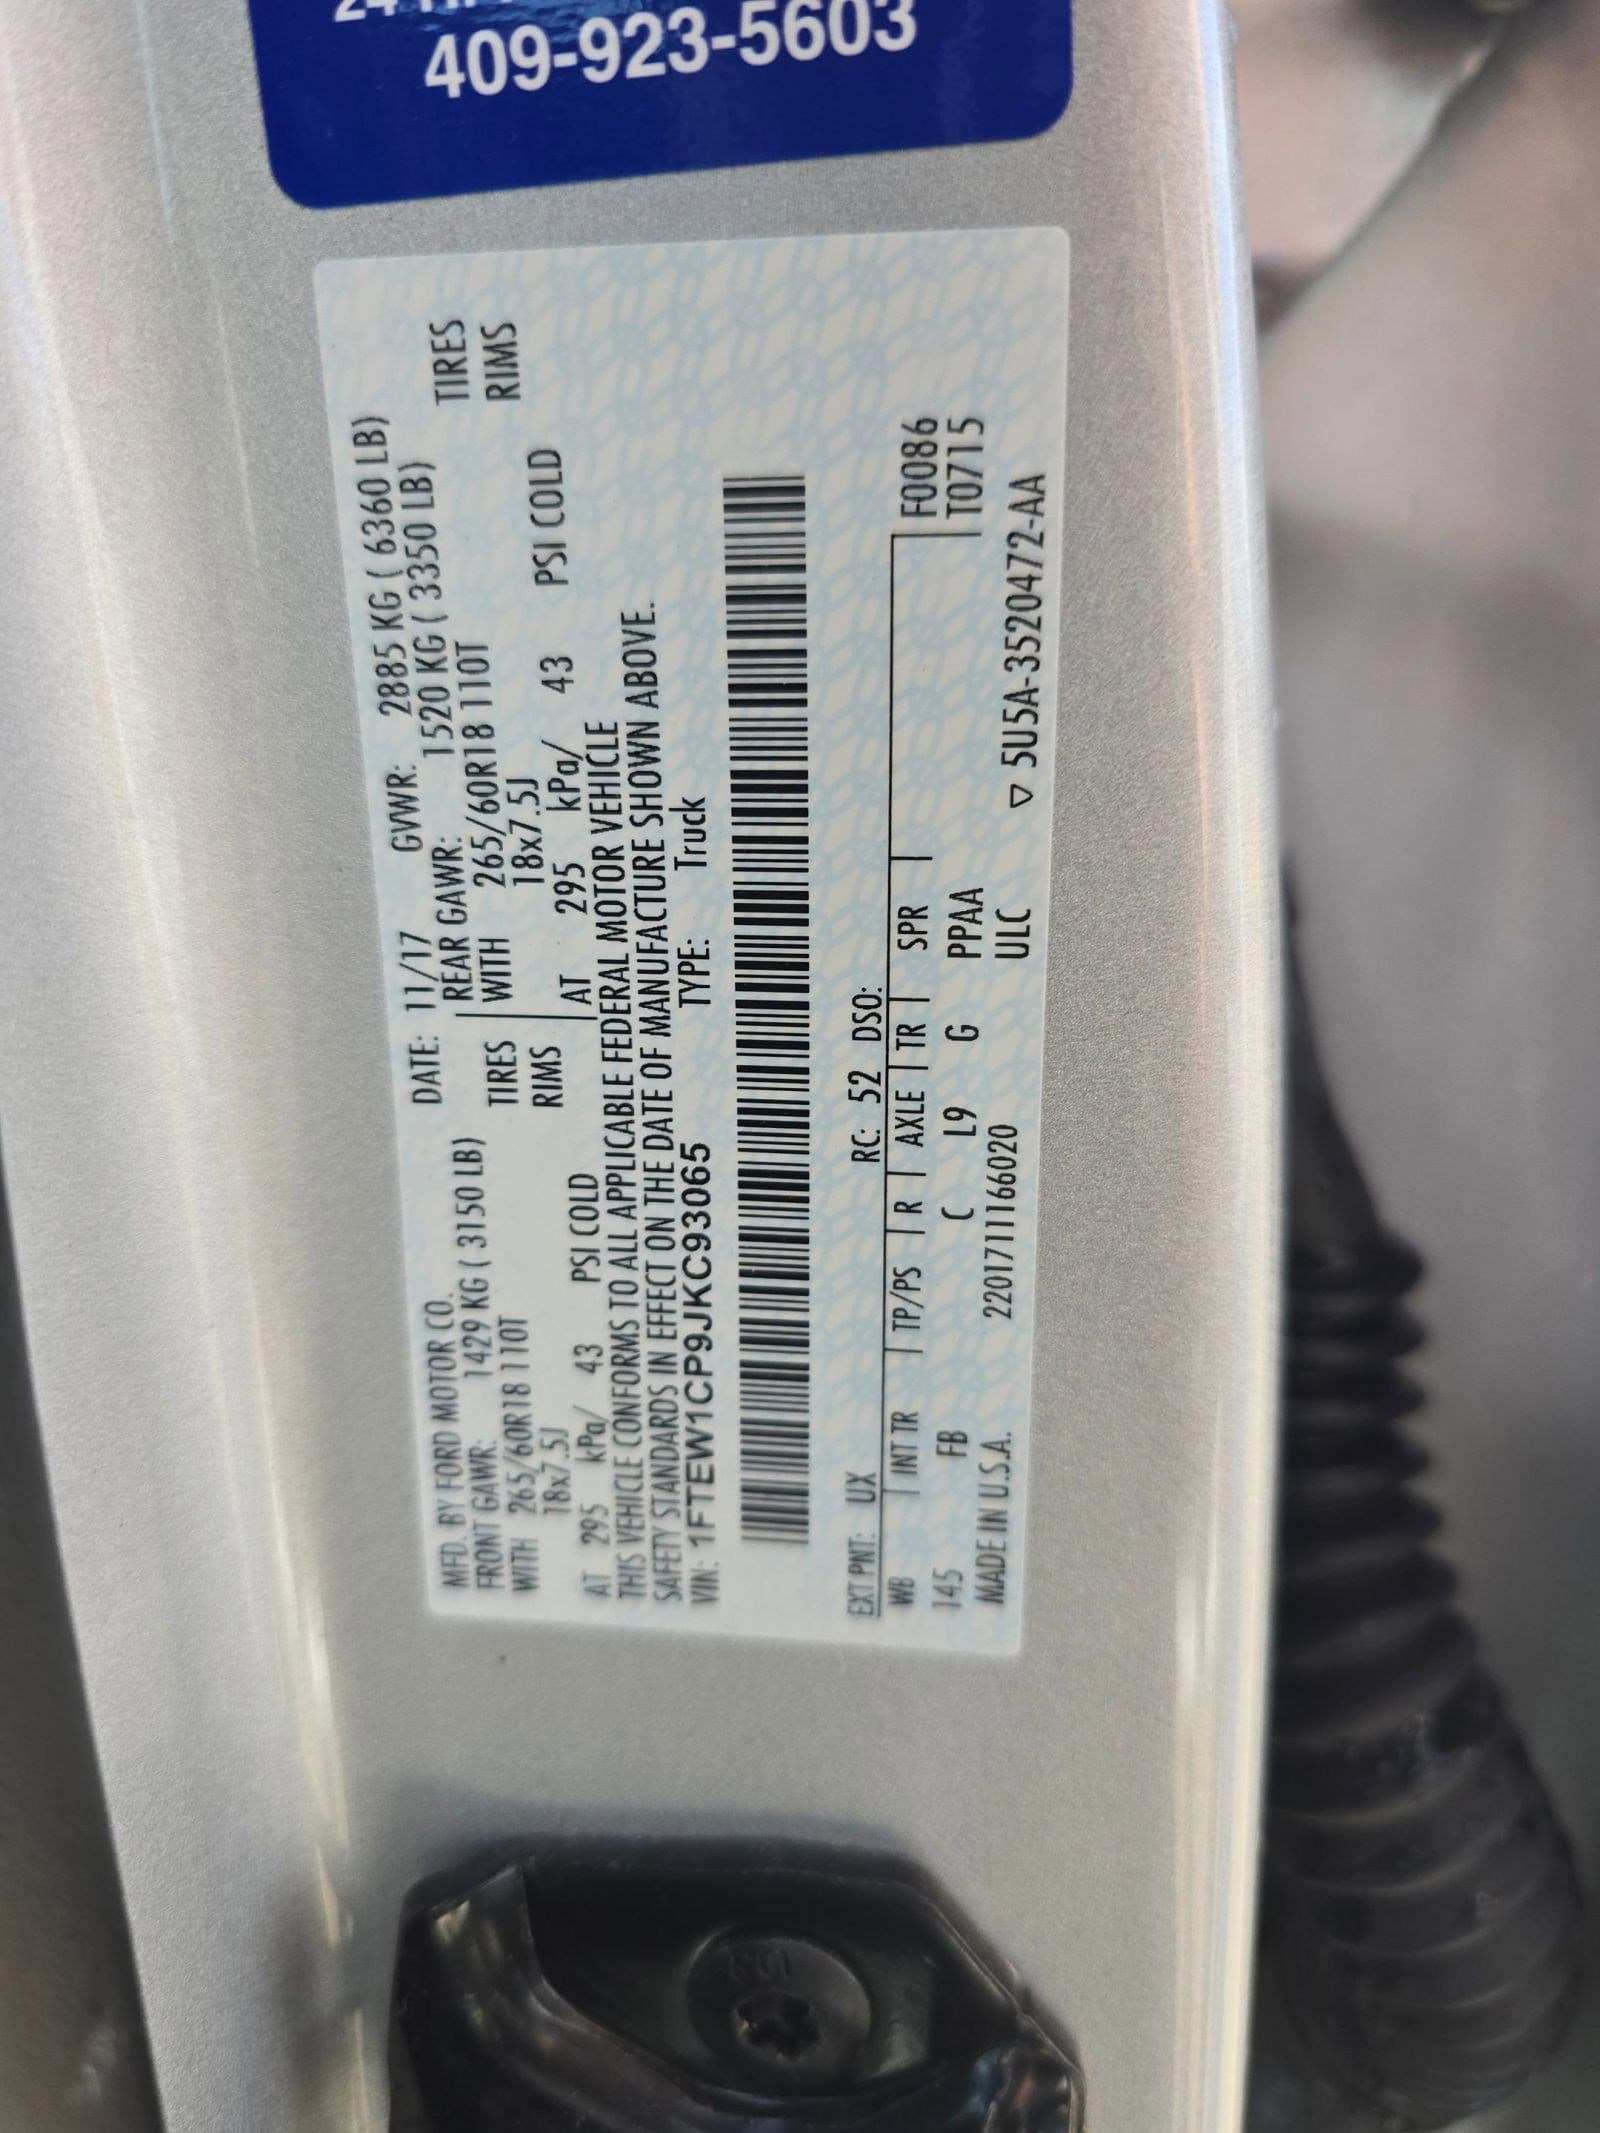 409-923-5603
MFD. BY FORD MOTOR CO. DATE: 11/17 GVWR: 2885 KG ( 6360 LB)
FRONT GAWR: 1429 KG ( 3150 LB) REAR GAWR: 1520 KG ( 3350 LB)
WITH 265/60R18 110T TIRES WITH 265/60R18 110T TIRES
18x7.5J RIMS 18x7.5J RIMS
AT 295 kPa/ 43 PSI COLD AT 295 kPa/ 43 PSI COLD
THIS VEHICLE CONFORMS TO ALL APPLICABLE FEDERAL MOTOR VEHICLE
SAFETY STANDARDS IN EFFECT ON THE DATE OF MANUFACTURE SHOWN ABOVE.
VIN: 1FTEW1CP9JKC93065 TYPE: Truck
EXT PNT: UX RC: 52 DSO:
WB INT TR TP/PS R AXLE TR SPR F0086
145 FB C L9 G PPAA T0715
MADE IN U.S.A. 22017111166020 ULC ▽ 5U5A-3520472-AA